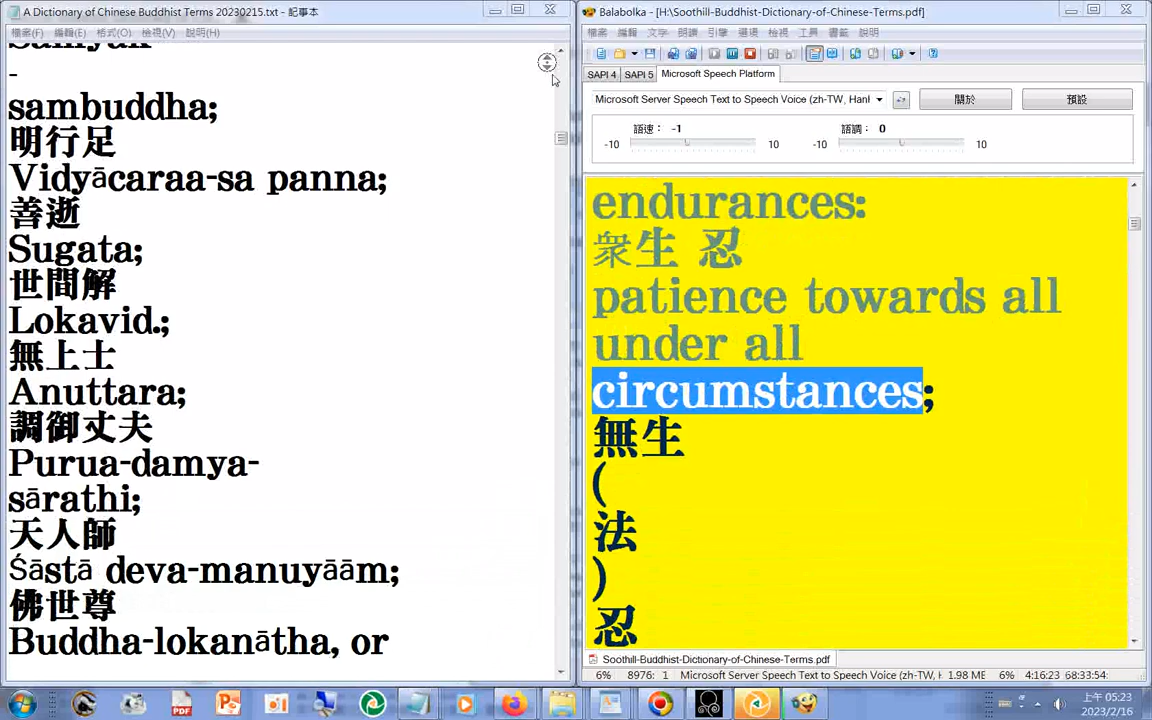 A Dictionary of Chinese Buddhist Terms 20230215.txt - 記事本
檔案(F) 編輯(E) 格式(O) 檢視(V) 說明(H)
Samyak
-
sambuddha;
明行足
Vidyācaraa-sa panna;
善逝
Sugata;
世間解
Lokavid.;
無上士
Anuttara;
調御丈夫
Purua-damya-
sārathi;
天人師
Śāstā deva-manuyāām;
佛世尊
Buddha-lokanātha, or
Balabolka - [H:\Soothill-Buddhist-Dictionary-of-Chinese-Terms.pdf]
檔案 編輯 文字 朗讀 引擎 選項 檢視 工具 書籤 說明
SAPI 4 SAPI 5 Microsoft Speech Platform
Microsoft Server Speech Text to Speech Voice (zh-TW, Hanl
關於
預設
語速： -1
語調： 0
-10 10 -10 10
endurances:
衆生 忍
patience towards all
under all
circumstances;
無生
(
法
)
忍
Soothill-Buddhist-Dictionary-of-Chinese-Terms.pdf
6% 8976: 1 Microsoft Server Speech Text to Speech Voice (zh-TW, H 1.98 ME 6% 4:16:23 68:33:54:
上午 05:23
2023/2/16